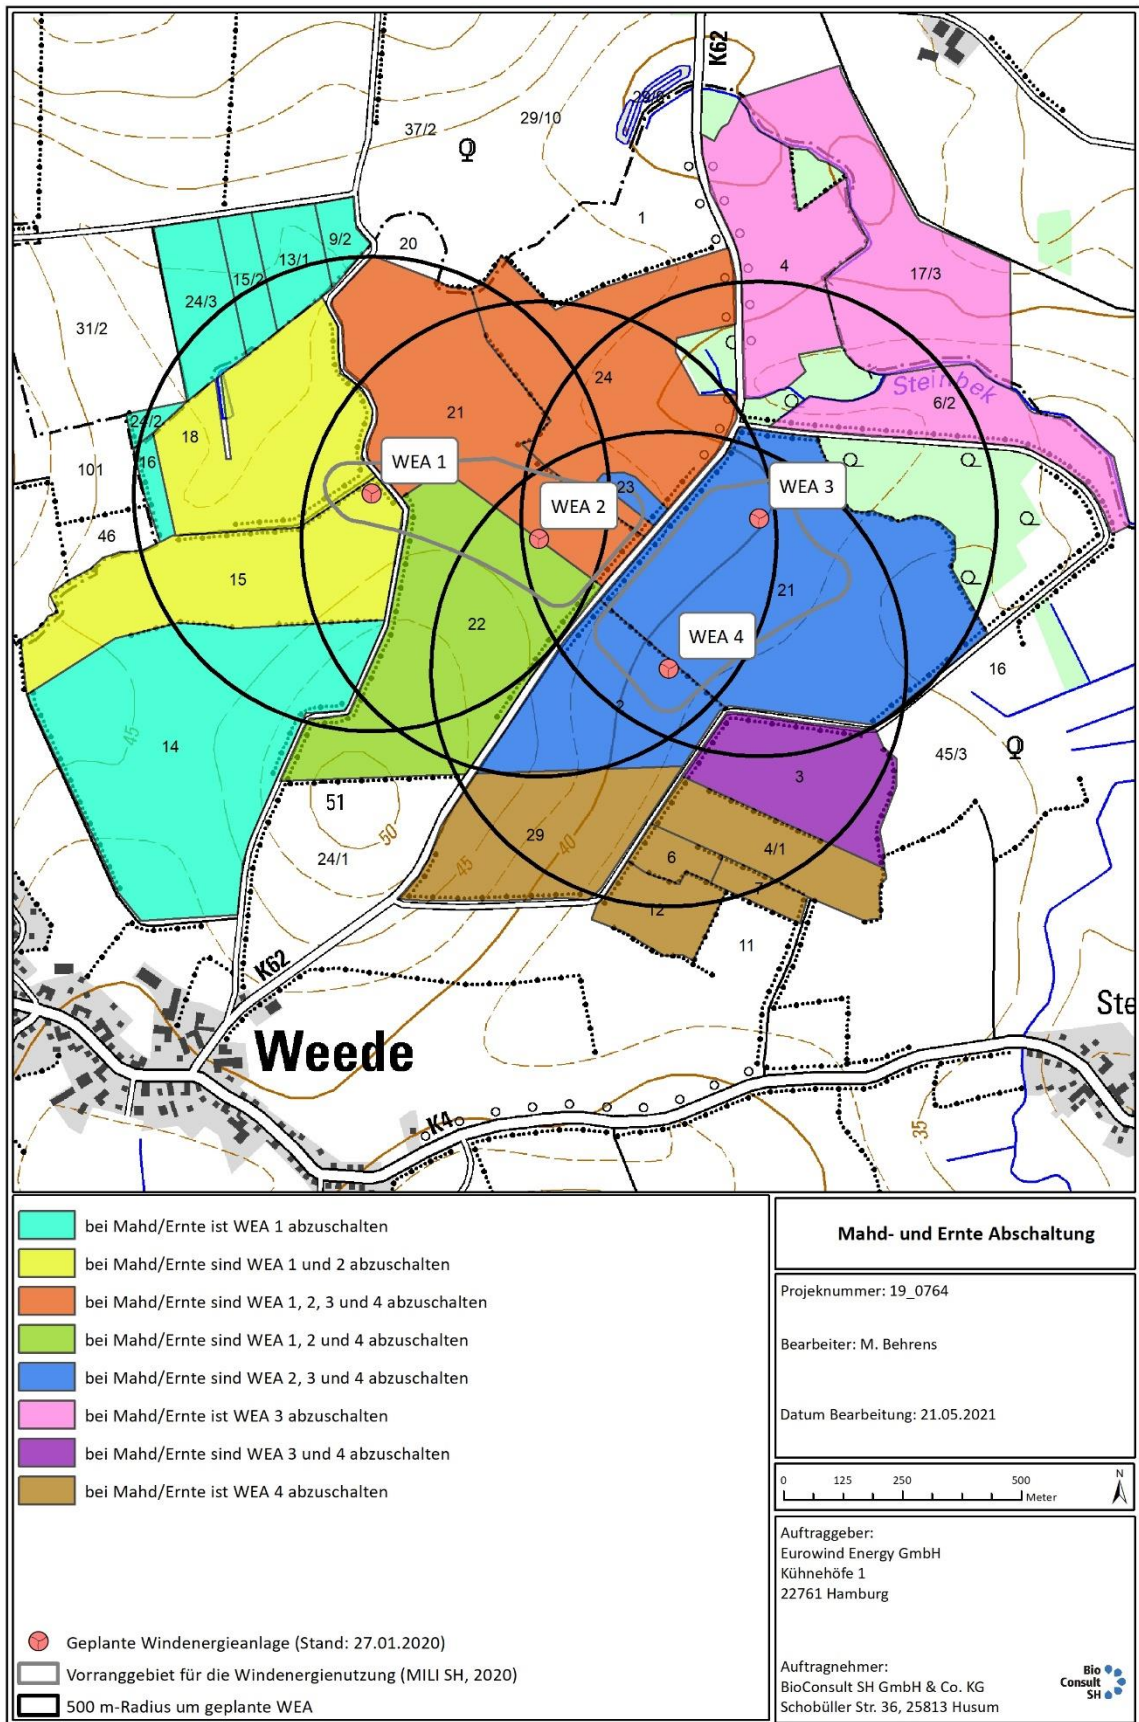 K62
29/6
29/10
37/2
1
20
9/2
13/1
15/2
24/3
4
17/3
31/2
24
Steinbek
6/2
21
24/2
18
16
101
WEA 1
WEA 3
23
WEA 2
46
15
21
22
WEA 4
16
2
45
14
45/3
3
51
50
29
40
24/1
45
4/1
6
7
12
11
K62
Ste
Weede
K4
35
bei Mahd/Ernte ist WEA 1 abzuschalten
bei Mahd/Ernte sind WEA 1 und 2 abzuschalten
bei Mahd/Ernte sind WEA 1, 2, 3 und 4 abzuschalten
bei Mahd/Ernte sind WEA 1, 2 und 4 abzuschalten
bei Mahd/Ernte sind WEA 2, 3 und 4 abzuschalten
bei Mahd/Ernte ist WEA 3 abzuschalten
bei Mahd/Ernte sind WEA 3 und 4 abzuschalten
bei Mahd/Ernte ist WEA 4 abzuschalten
Geplante Windenergieanlage (Stand: 27.01.2020)
Vorranggebiet für die Windenergienutzung (MILI SH, 2020)
500 m-Radius um geplante WEA
Mahd- und Ernte Abschaltung
Projeknummer: 19_0764
Bearbeiter: M. Behrens
Datum Bearbeitung: 21.05.2021
0 125 250 500
Meter
N
Auftraggeber:
Eurowind Energy GmbH
Kühnehöfe 1
22761 Hamburg
Auftragnehmer:
BioConsult SH GmbH & Co. KG
Schobüller Str. 36, 25813 Husum
Bio
Consult
SH